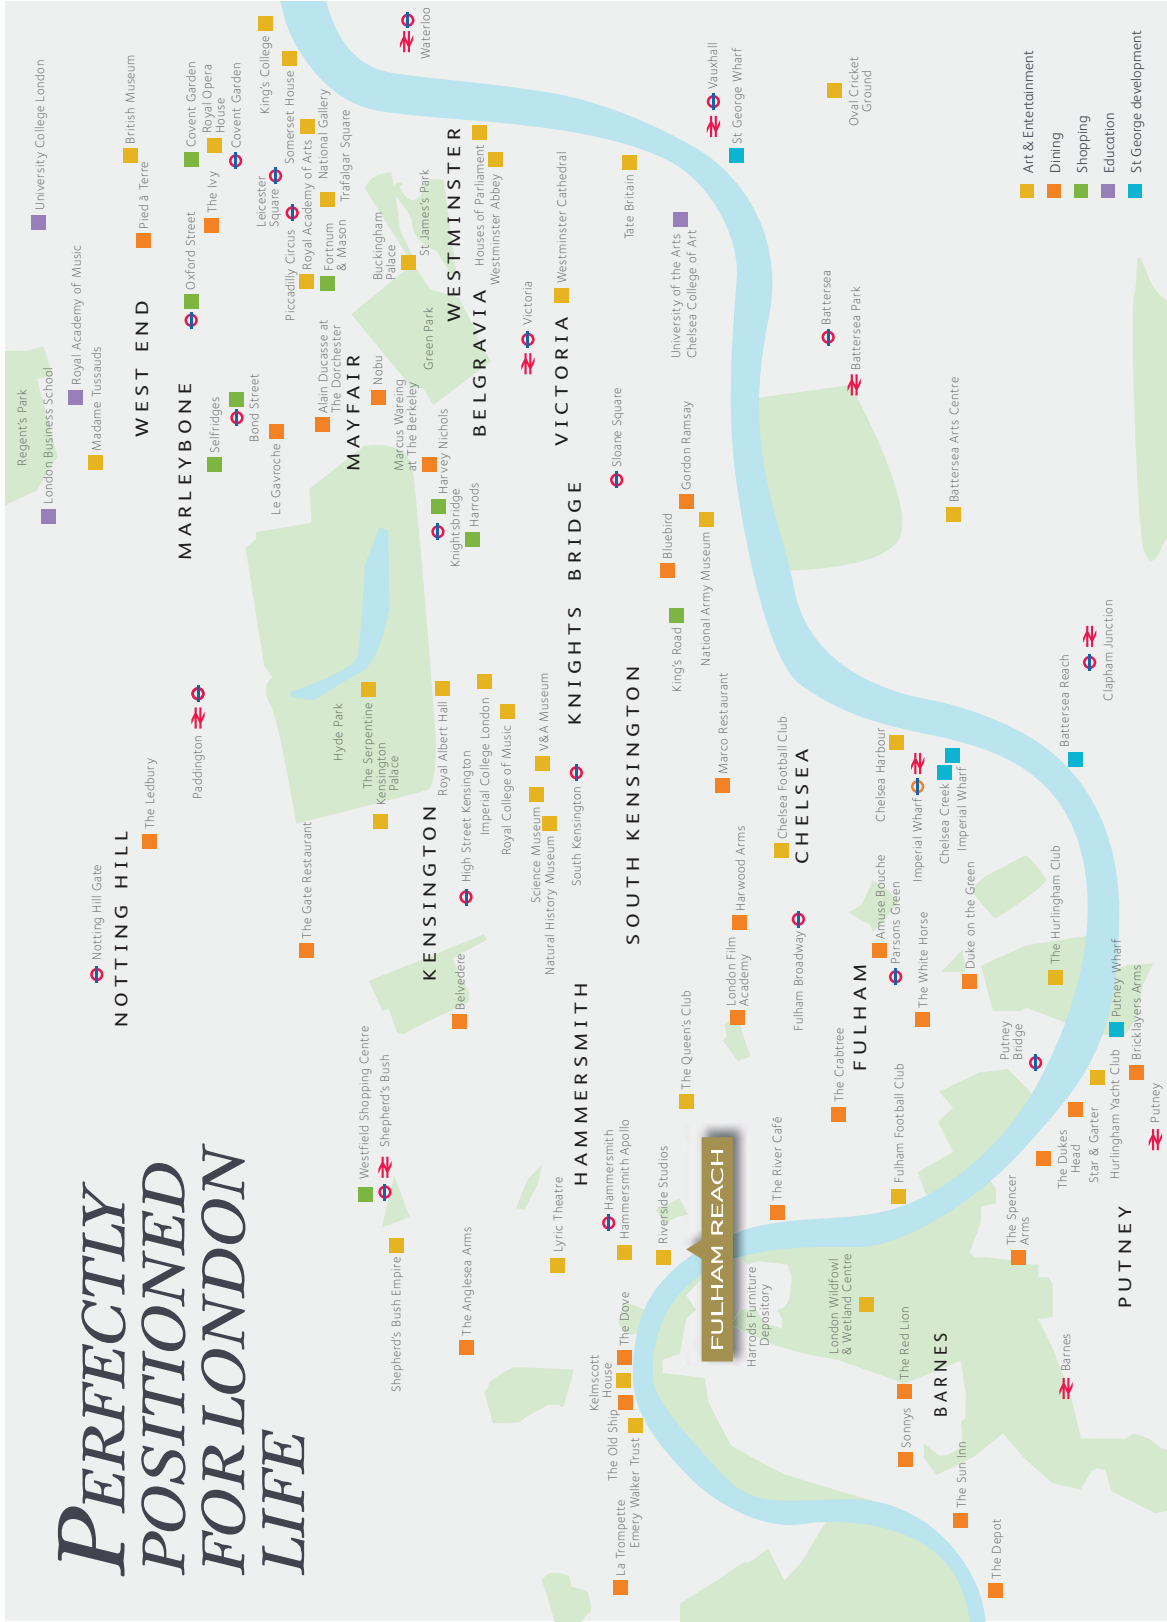 PERFECTLY
POSITIONED
FOR LONDON
LIFE
University College London
Regent's Park
London Business School
Royal Academy of Music
Madame Tussauds
British Museum
Pied à Terre
WEST END
MARLEYBONE
Oxford Street
Covent Garden
Royal Opera
House
The Ivy
Covent Garden
Selfridges
Bond Street
King's College
Somerset House
Leicester
Square
Piccadilly Circus
Royal Academy of Arts
National Gallery
Trafalgar Square
Fortnum
& Mason
Le Gavroche
Alain Ducasse at
The Dorchester
MAYFAIR
Nobu
Buckingham
Palace
St James's Park
Green Park
Waterloo
WESTMINSTER
Houses of Parliament
Westminster Abbey
Marcus Wareing
at The Berkeley
Harvey Nichols
Knightsbridge
Harrods
BELGRAVIA
Victoria
VICTORIA
Westminster Cathedral
Tate Britain
University of the Arts
Chelsea College of Art
Vauxhall
St George Wharf
Oval Cricket
Ground
Battersea
Battersea Park
Battersea Arts Centre
Sloane Square
Gordon Ramsay
Bluebird
National Army Museum
King's Road
KNIGHTS BRIDGE
SOUTH KENSINGTON
Marco Restaurant
Paddington
The Ledbury
Notting Hill Gate
NOTTING HILL
The Gate Restaurant
Hyde Park
The Serpentine
Kensington
Palace
Royal Albert Hall
KENSINGTON
High Street Kensington
Imperial College London
Royal College of Music
V&A Museum
Science Museum
Natural History Museum
South Kensington
Belvedere
Westfield Shopping Centre
Shepherd's Bush
Shepherd's Bush Empire
The Anglesea Arms
HAMMERSMITH
Lyric Theatre
Hammersmith
Hammersmith Apollo
Riverside Studios
The Queen's Club
London Film
Academy
Harwood Arms
Chelsea Football Club
CHELSEA
Fulham Broadway
Chelsea Harbour
Imperial Wharf
Chelsea Creek
Imperial Wharf
Battersea Reach
Clapham Junction
Amuse Bouche
Parsons Green
The White Horse
Duke on the Green
The Hurlingham Club
FULHAM
The Crabtree
The River Café
Fulham Football Club
Putney
Bridge
Putney Wharf
Bricklayers Arms
Hurlingham Yacht Club
Star & Garter
The Dukes
Head
Putney
The Spencer
Arms
PUTNEY
FULHAM REACH
Harrods Furniture
Depository
London Wildfowl
& Wetland Centre
The Red Lion
BARNES
Barnes
Sonnys
The Sun Inn
The Depot
The Dove
Kelmscott
House
The Old Ship
Emery Walker Trust
La Trompette
Art & Entertainment
Dining
Shopping
Education
St George development